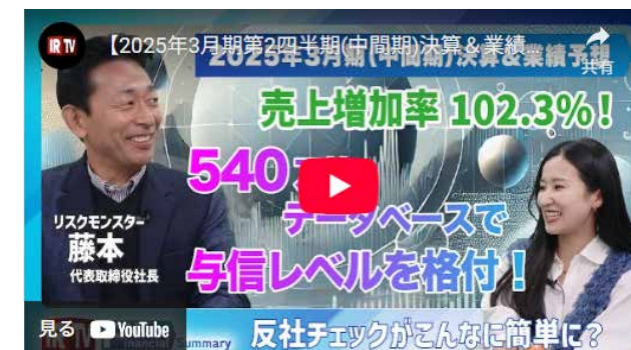 IR TV
【2025年3月期第2四半期(中間期)決算&業績…
共有
2025年3月期(中間期)決算&業績予想
売上増加率 102.3%!
540
データベースで
与信レベルを格付!
リスクモンスター
藤本
代表取締役社長
見る YouTube
IR TV
Financial Summary
反社チェックがこんなに簡単に?